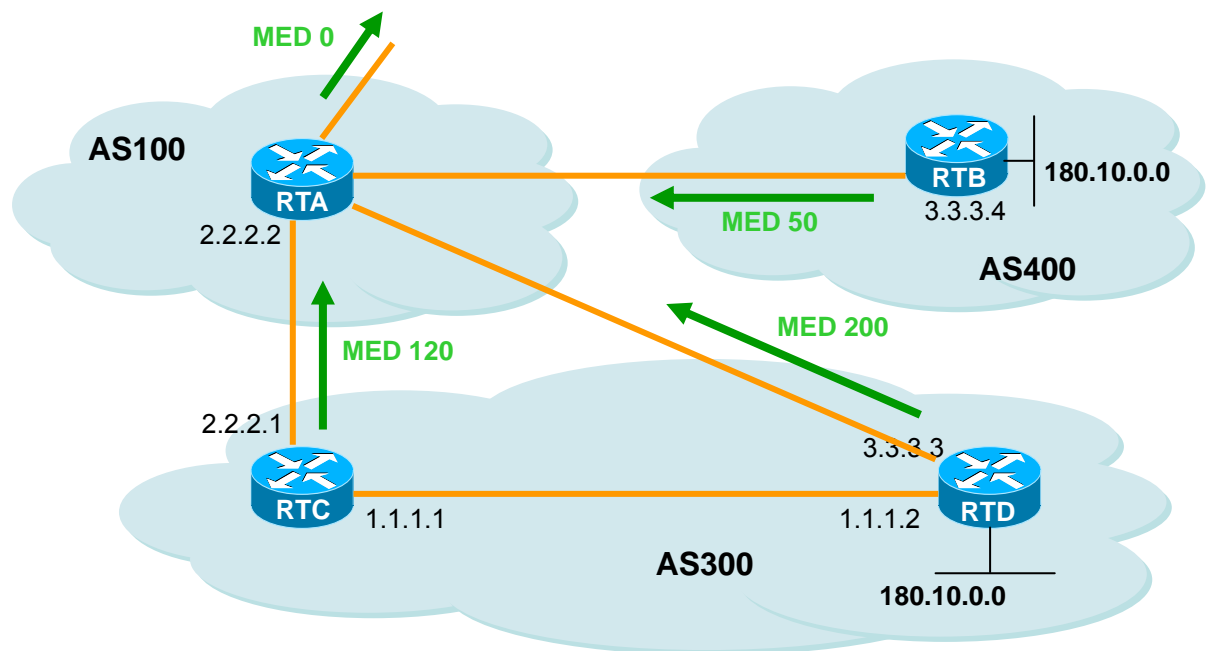 MED 0
AS100
RTA
2.2.2.2
RTB
180.10.0.0
3.3.3.4
MED 50
AS400
MED 200
MED 120
2.2.2.1
3.3.3.3
RTC
1.1.1.1
1.1.1.2
RTD
AS300
180.10.0.0